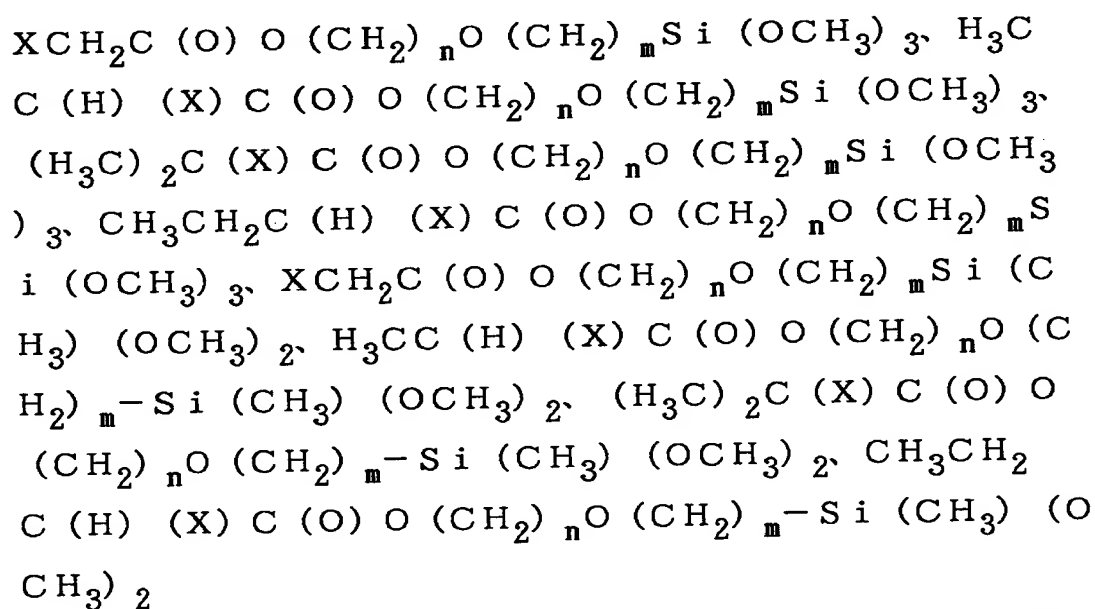 XCH₂C(O)O(CH₂)ₙO(CH₂)ₘSi(OCH₃)₃、H₃C
C(H)(X)C(O)O(CH₂)ₙO(CH₂)ₘSi(OCH₃)₃、
(H₃C)₂C(X)C(O)O(CH₂)ₙO(CH₂)ₘSi(OCH₃
)₃、CH₃CH₂C(H)(X)C(O)O(CH₂)ₙO(CH₂)ₘS
i(OCH₃)₃、XCH₂C(O)O(CH₂)ₙO(CH₂)ₘSi(C
H₃)(OCH₃)₂、H₃CC(H)(X)C(O)O(CH₂)ₙO(C
H₂)ₘ−Si(CH₃)(OCH₃)₂、(H₃C)₂C(X)C(O)O
(CH₂)ₙO(CH₂)ₘ−Si(CH₃)(OCH₃)₂、CH₃CH₂
C(H)(X)C(O)O(CH₂)ₙO(CH₂)ₘ−Si(CH₃)(O
CH₃)₂